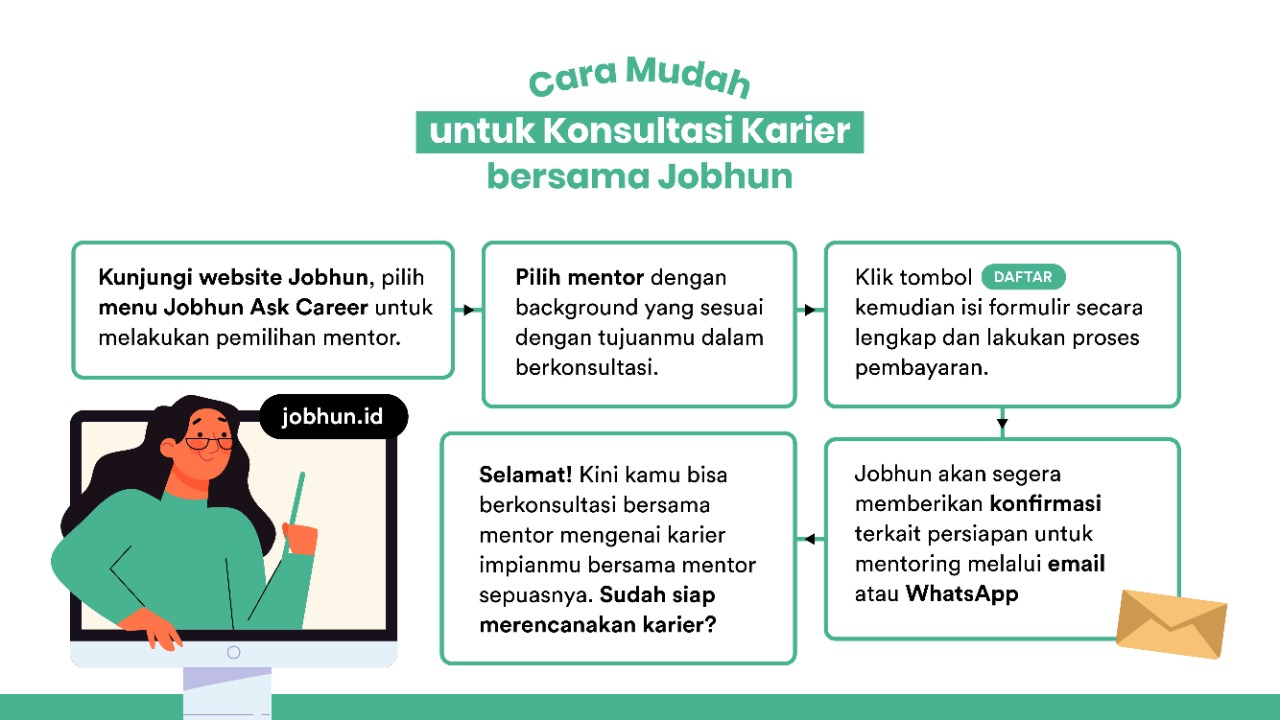 Cara Mudah
untuk Konsultasi Karier
bersama Jobhun
Kunjungi website Jobhun, pilih
menu Jobhun Ask Career untuk
melakukan pemilihan mentor.
Pilih mentor dengan
background yang sesuai
dengan tujuanmu dalam
berkonsultasi.
Klik tombol DAFTAR
kemudian isi formulir secara
lengkap dan lakukan proses
pembayaran.
Jobhun akan segera
memberikan konfirmasi
terkait persiapan untuk
mentoring melalui email
atau WhatsApp
Selamat! Kini kamu bisa
berkonsultasi bersama
mentor mengenai karier
impianmu bersama mentor
sepuasnya. Sudah siap
merencanakan karier?
jobhun.id